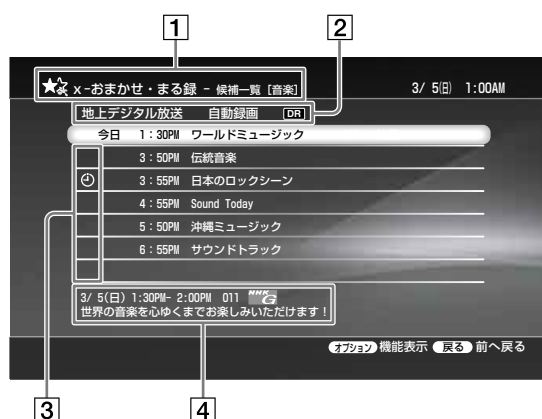 1 2
x-おまかせ・まる録 - 候補一覧 [音楽] 3/ 5(日) 1:00AM
地上デジタル放送 自動録画 DR
今日 1:30PM ワールドミュージック
3:50PM 伝統音楽
3:55PM 日本のロックシーン
4:55PM Sound Today
5:50PM 沖縄ミュージック
6:55PM サウンドトラック
3/ 5(日) 1:30PM- 2:00PM 011 NHK G
世界の音楽を心ゆくまでお楽しみいただけます!
オプション 機能表示 戻る 前へ戻る
3 4